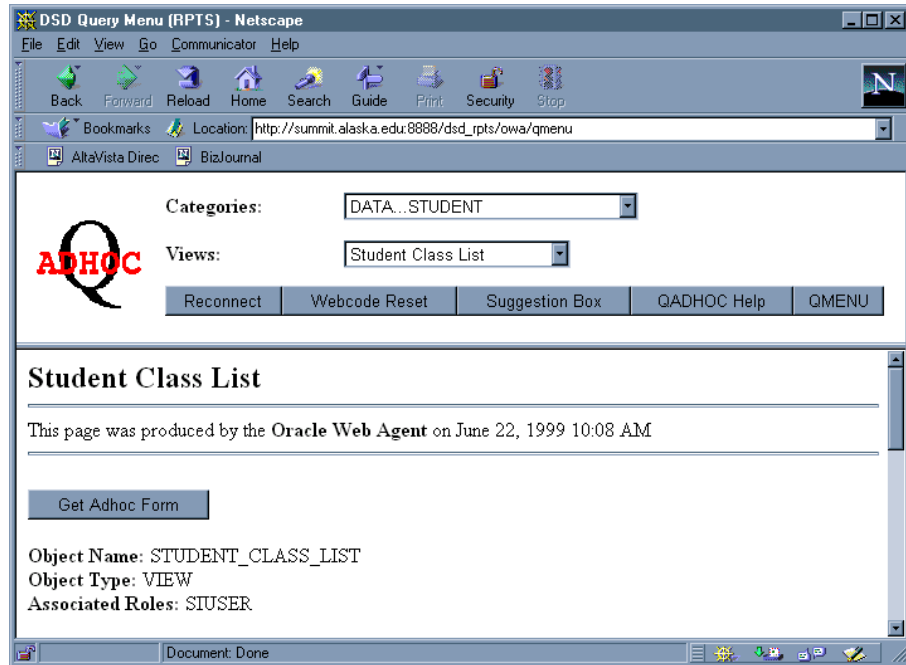 DSD Query Menu (RPTS) - Netscape
File Edit View Go Communicator Help
Back Forward Reload Home Search Guide Print Security Stop
N
Bookmarks Location: http://summit.alaska.edu:8888/dsd_rpts/owa/qmenu
AltaVista Direc BizJournal
Categories: DATA...STUDENT
Q
ADHOC
Views: Student Class List
Reconnect Webcode Reset Suggestion Box QADHOC Help QMENU
Student Class List
This page was produced by the Oracle Web Agent on June 22, 1999 10:08 AM
Get Adhoc Form
Object Name: STUDENT_CLASS_LIST
Object Type: VIEW
Associated Roles: SIUSER
Document: Done